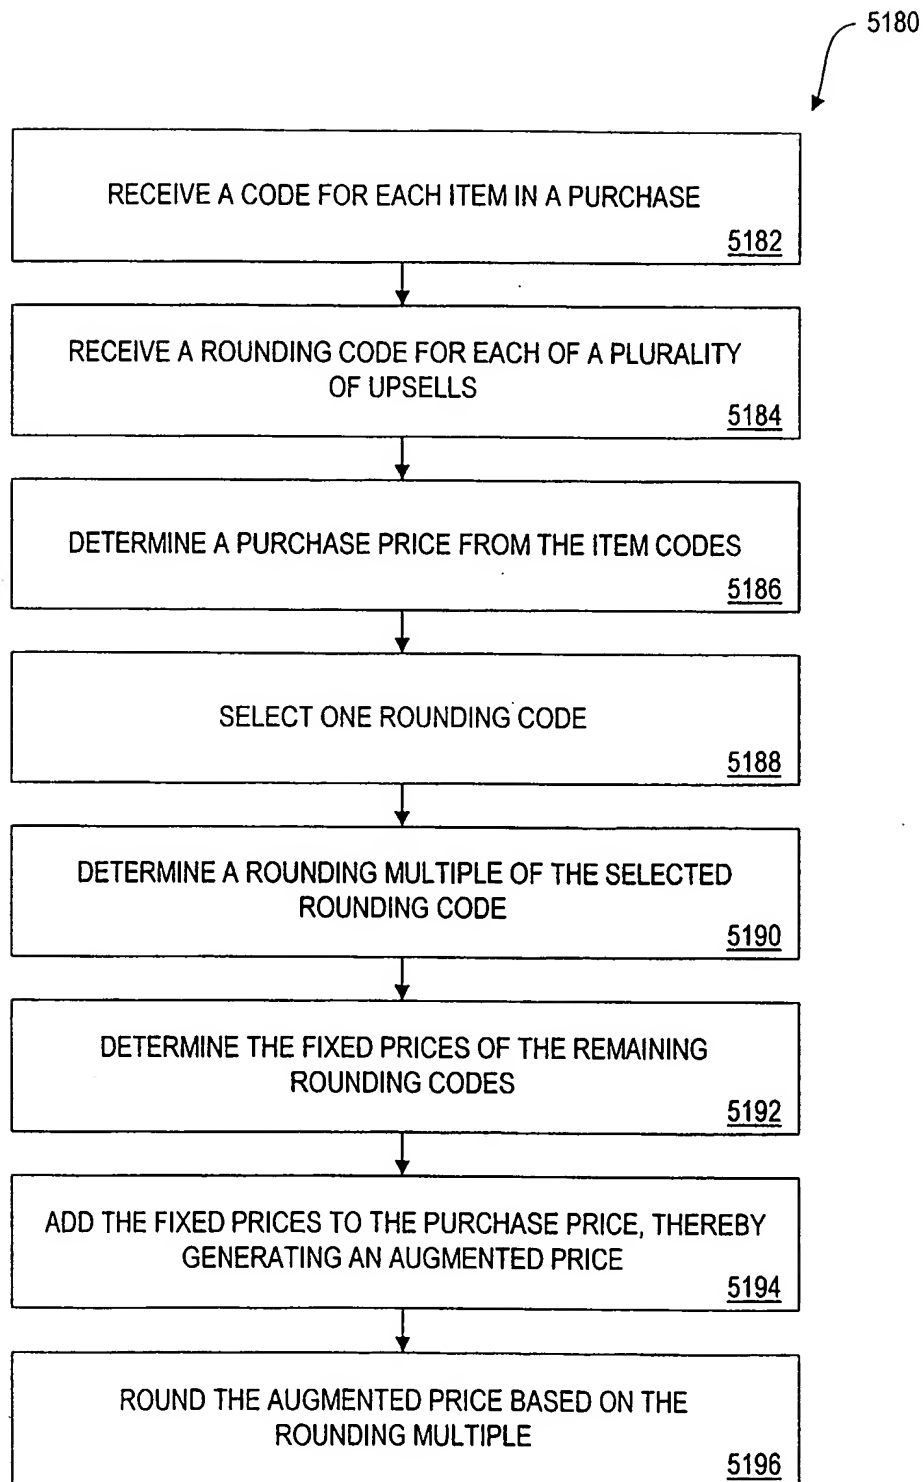 5180
RECEIVE A CODE FOR EACH ITEM IN A PURCHASE
5182
RECEIVE A ROUNDING CODE FOR EACH OF A PLURALITY
OF UPSELLS
5184
DETERMINE A PURCHASE PRICE FROM THE ITEM CODES
5186
SELECT ONE ROUNDING CODE
5188
DETERMINE A ROUNDING MULTIPLE OF THE SELECTED
ROUNDING CODE
5190
DETERMINE THE FIXED PRICES OF THE REMAINING
ROUNDING CODES
5192
ADD THE FIXED PRICES TO THE PURCHASE PRICE, THEREBY
GENERATING AN AUGMENTED PRICE
5194
ROUND THE AUGMENTED PRICE BASED ON THE
ROUNDING MULTIPLE
5196